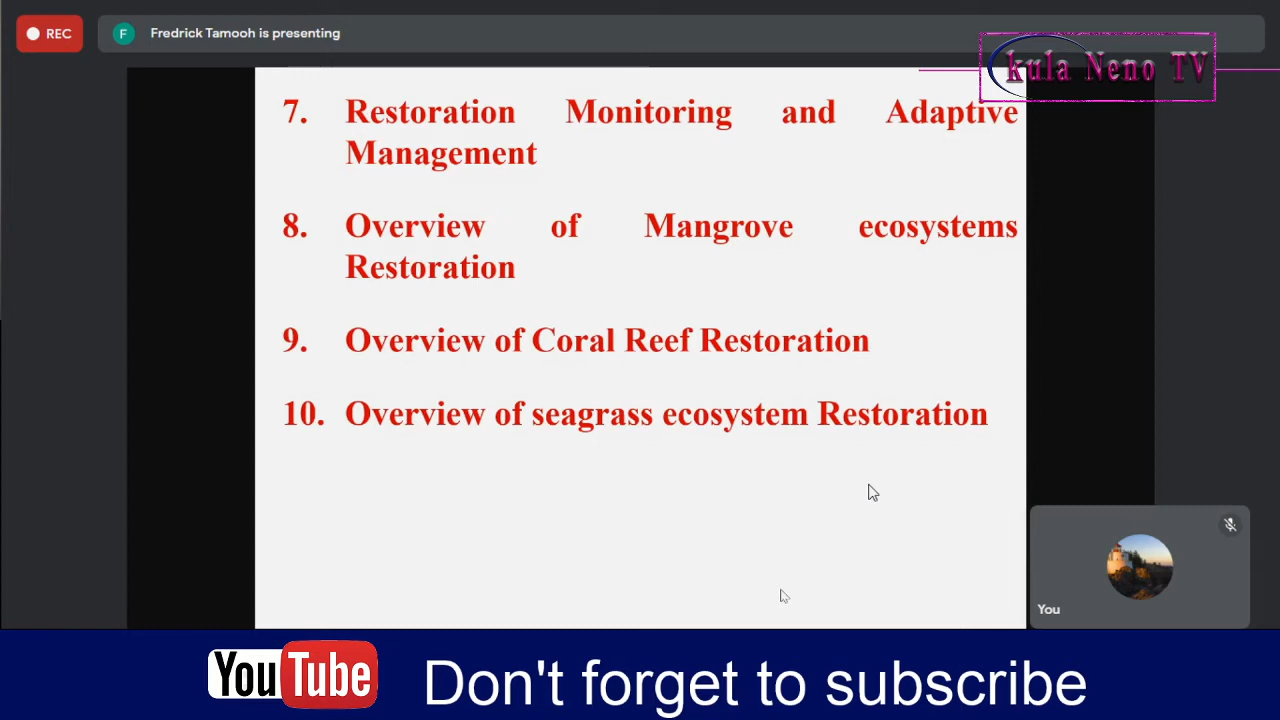 REC
F
Fredrick Tamooh is presenting
kula Neno TV
7. Restoration Monitoring and Adaptive
Management
8. Overview of Mangrove ecosystems
Restoration
9. Overview of Coral Reef Restoration
10. Overview of seagrass ecosystem Restoration
You
YouTube
Don't forget to subscribe